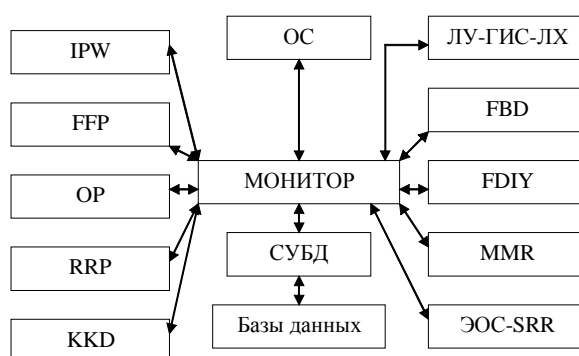 IPW
ОС
ЛУ-ГИС-ЛХ
FFP
FBD
OP
МОНИТОР
FDIY
RRP
СУБД
MMR
KKD
Базы данных
ЭОС-SRR